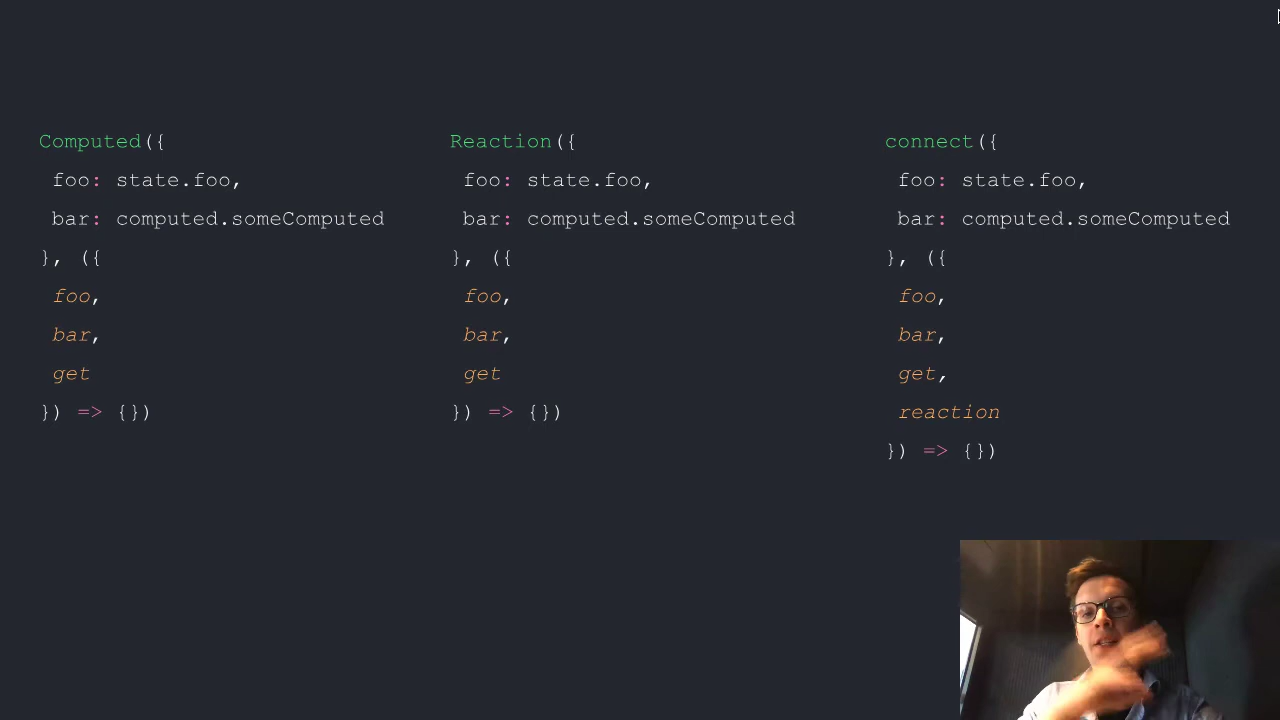 Computed({
foo: state.foo,
bar: computed.someComputed
}, ({
foo,
bar,
get
}) => {})
Reaction({
foo: state.foo,
bar: computed.someComputed
}, ({
foo,
bar,
get
}) => {})
connect({
foo: state.foo,
bar: computed.someComputed
}, ({
foo,
bar,
get,
reaction
}) => {})